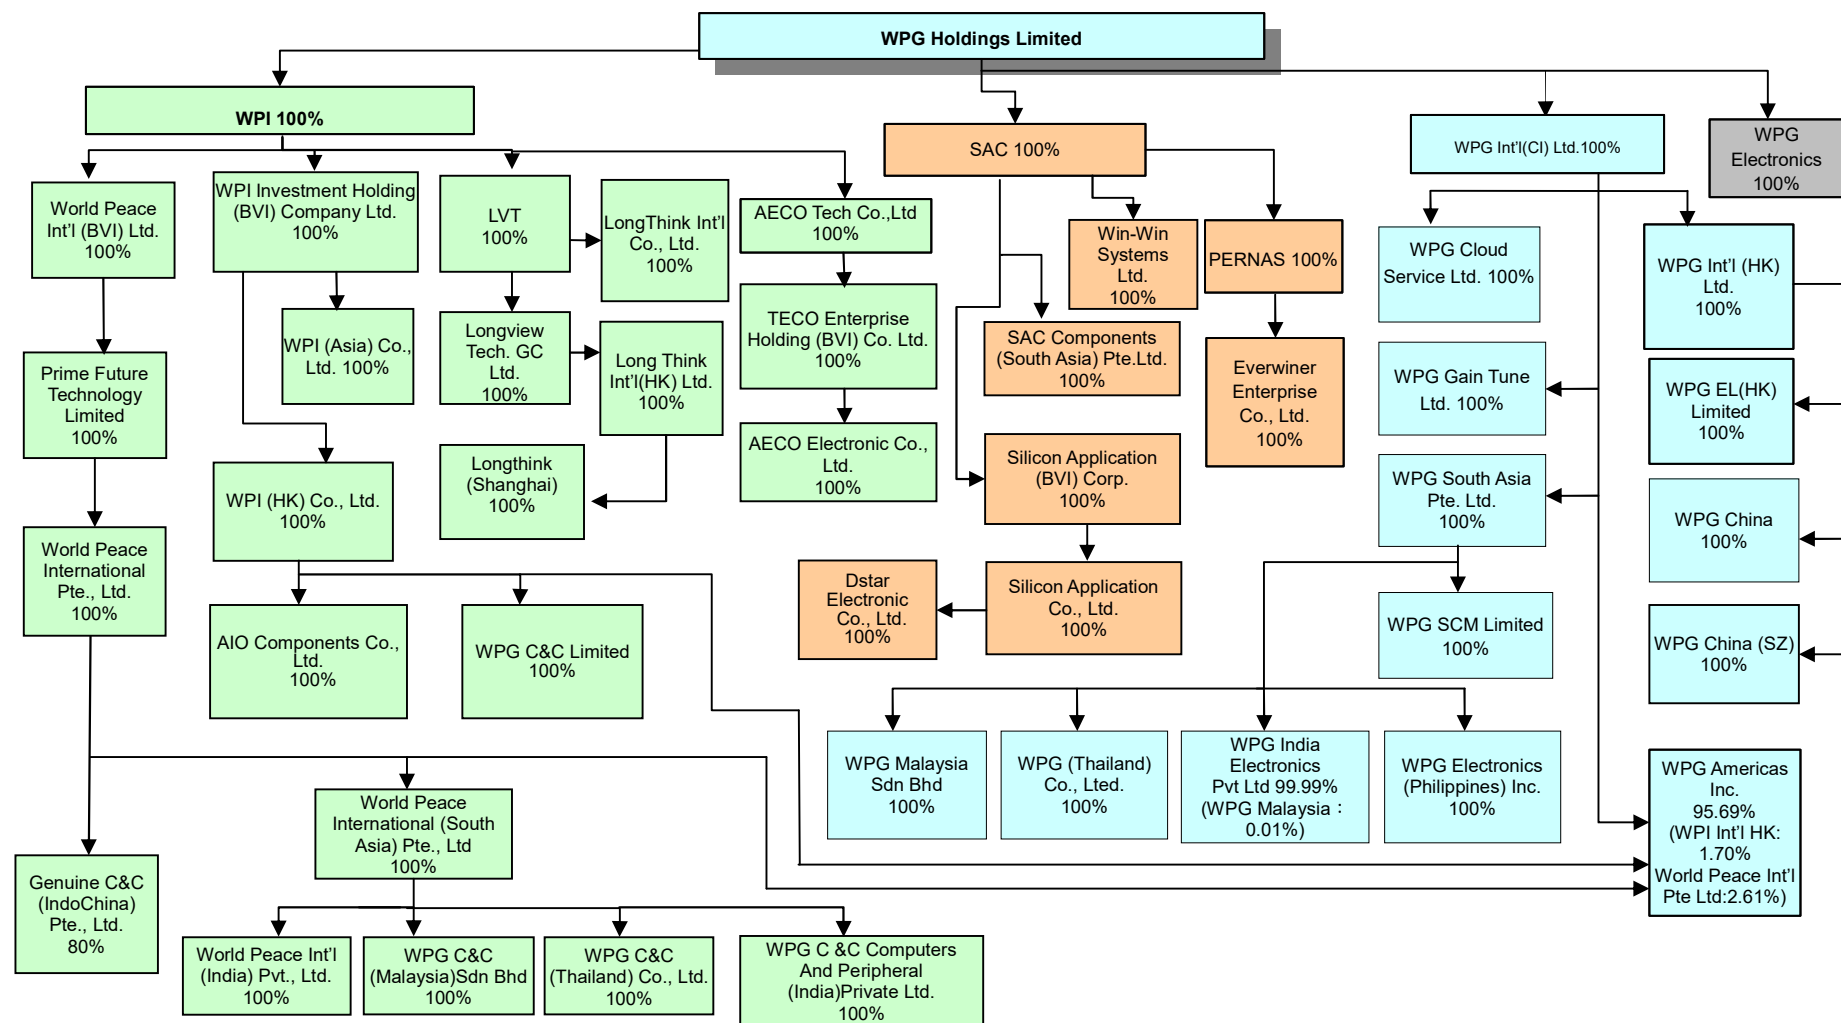 WPG Holdings Limited
WPI 100%
SAC 100%
WPG Int'l(CI) Ltd.100%
WPG
Electronics
100%
World Peace
Int'l (BVI) Ltd.
100%
WPI Investment Holding
(BVI) Company Ltd.
100%
LVT
100%
LongThink Int'l
Co., Ltd.
100%
AECO Tech Co.,Ltd
100%
Win-Win
Systems
Ltd.
100%
PERNAS 100%
WPG Cloud
Service Ltd. 100%
WPG Int'l (HK)
Ltd.
100%
WPI (Asia) Co.,
Ltd. 100%
Longview
Tech. GC
Ltd.
100%
Long Think
Int'l(HK) Ltd.
100%
TECO Enterprise
Holding (BVI) Co. Ltd.
100%
SAC Components
(South Asia) Pte.Ltd.
100%
Everwiner
Enterprise
Co., Ltd.
100%
WPG Gain Tune
Ltd. 100%
WPG EL(HK)
Limited
100%
Prime Future
Technology
Limited
100%
WPI (HK) Co., Ltd.
100%
Longthink
(Shanghai)
100%
AECO Electronic Co.,
Ltd.
100%
Silicon Application
(BVI) Corp.
100%
WPG South Asia
Pte. Ltd.
100%
WPG China
100%
World Peace
International
Pte., Ltd.
100%
AIO Components Co.,
Ltd.
100%
WPG C&C Limited
100%
Dstar
Electronic
Co., Ltd.
100%
Silicon Application
Co., Ltd.
100%
WPG SCM Limited
100%
WPG China (SZ)
100%
WPG Malaysia
Sdn Bhd
100%
WPG (Thailand)
Co., Lted.
100%
WPG India
Electronics
Pvt Ltd 99.99%
(WPG Malaysia：
0.01%)
WPG Electronics
(Philippines) Inc.
100%
WPG Americas
Inc.
95.69%
(WPI Int'l HK:
1.70%
World Peace Int'l
Pte Ltd:2.61%)
World Peace
International (South
Asia) Pte., Ltd
100%
Genuine C&C
(IndoChina)
Pte., Ltd.
80%
World Peace Int'l
(India) Pvt., Ltd.
100%
WPG C&C
(Malaysia)Sdn Bhd
100%
WPG C&C
(Thailand) Co., Ltd.
100%
WPG C &C Computers
And Peripheral
(India)Private Ltd.
100%